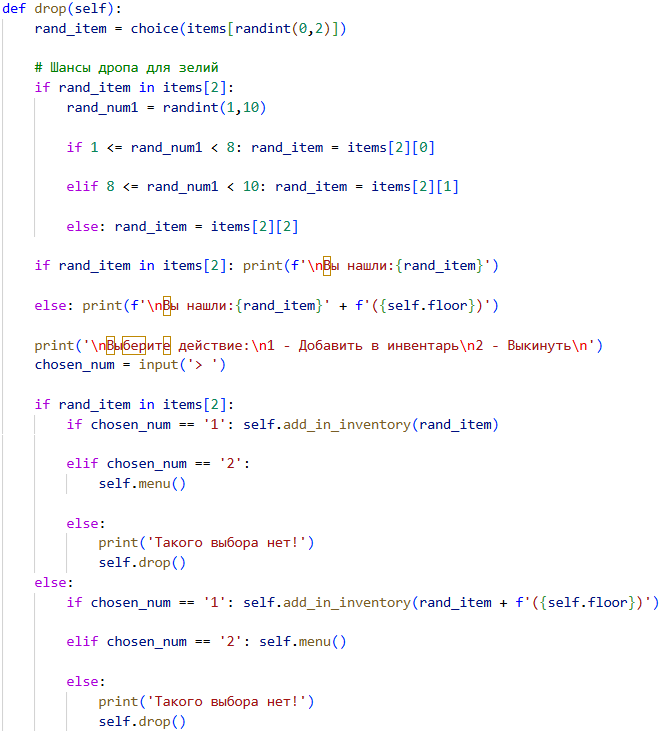 def drop(self):
    rand_item = choice(items[randint(0,2)])
    # Шансы дропа для зелий
    if rand_item in items[2]:
        rand_num1 = randint(1,10)
        if 1 <= rand_num1 < 8: rand_item = items[2][0]
        elif 8 <= rand_num1 < 10: rand_item = items[2][1]
        else: rand_item = items[2][2]
    if rand_item in items[2]: print(f'\nВы нашли:{rand_item}')
    else: print(f'\nВы нашли:{rand_item}' + f'({self.floor})')
    print('\nВыберите действие:\n1 - Добавить в инвентарь\n2 - Выкинуть\n')
    chosen_num = input('> ')
    if rand_item in items[2]:
        if chosen_num == '1': self.add_in_inventory(rand_item)
        elif chosen_num == '2':
            self.menu()
        else:
            print('Такого выбора нет!')
            self.drop()
    else:
        if chosen_num == '1': self.add_in_inventory(rand_item + f'({self.floor})')
        elif chosen_num == '2': self.menu()
        else:
            print('Такого выбора нет!')
            self.drop()